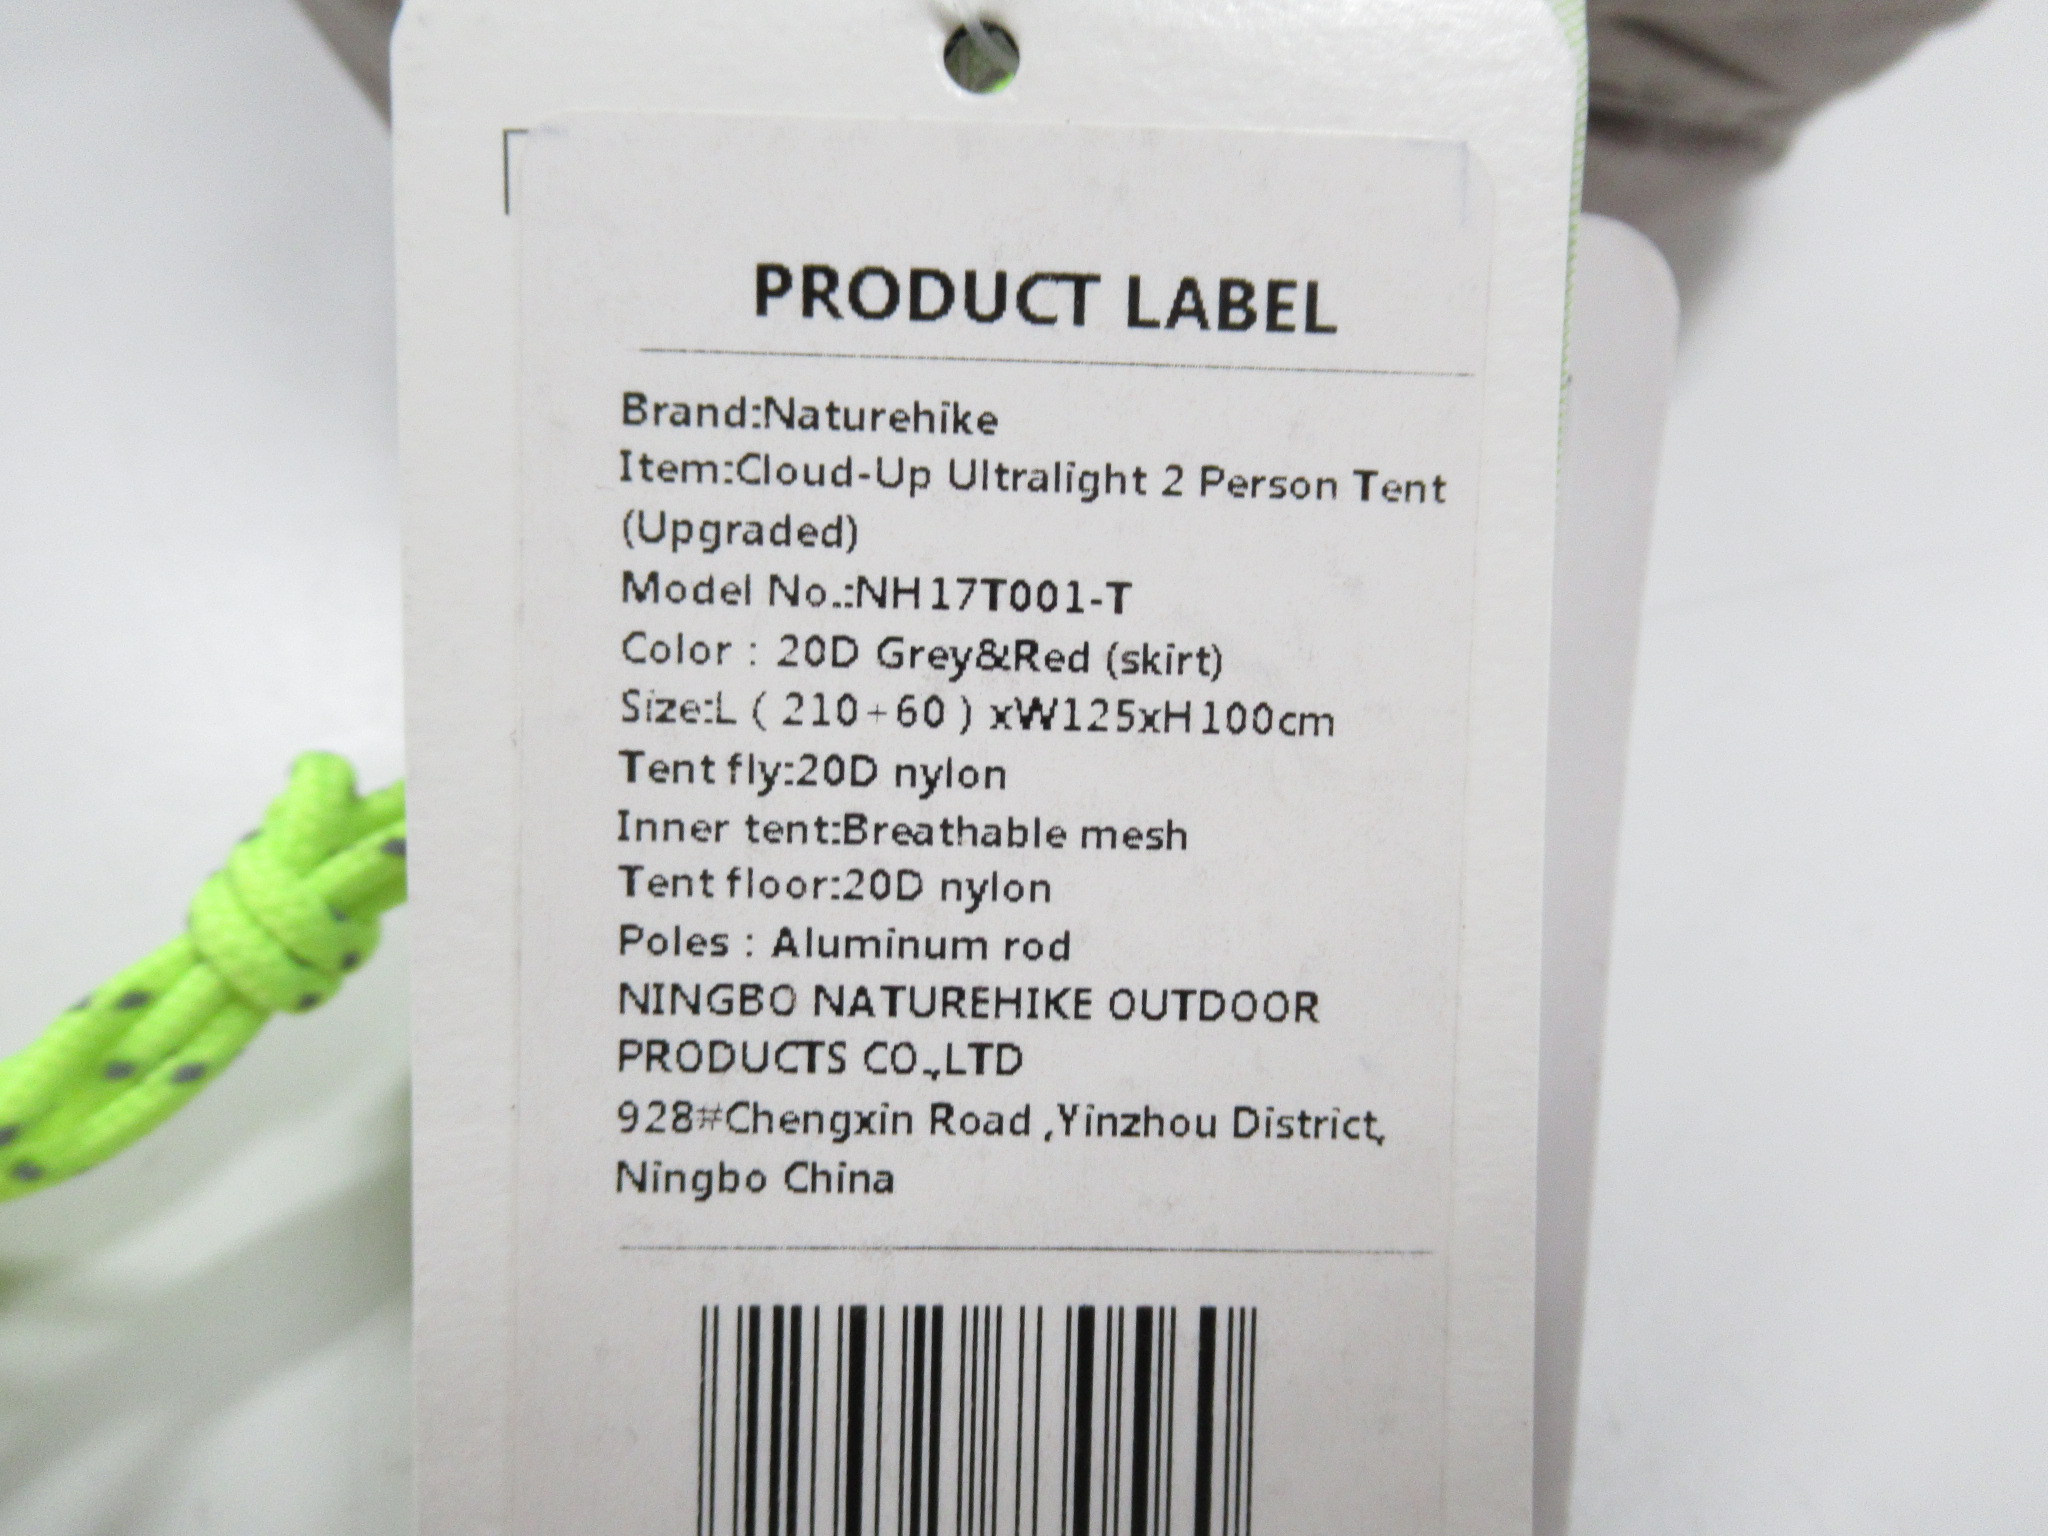 PRODUCT LABEL
Brand:Naturehike
Item:Cloud-Up Ultralight 2 Person Tent
(Upgraded)
Model No.:NH17T001-T
Color : 20D Grey&Red (skirt)
Size:L ( 210+60 ) xW125xH100cm
Tent fly:20D nylon
Inner tent:Breathable mesh
Tent floor:20D nylon
Poles : Aluminum rod
NINGBO NATUREHIKE OUTDOOR
PRODUCTS CO.,LTD
928#Chengxin Road ,Yinzhou District,
Ningbo China